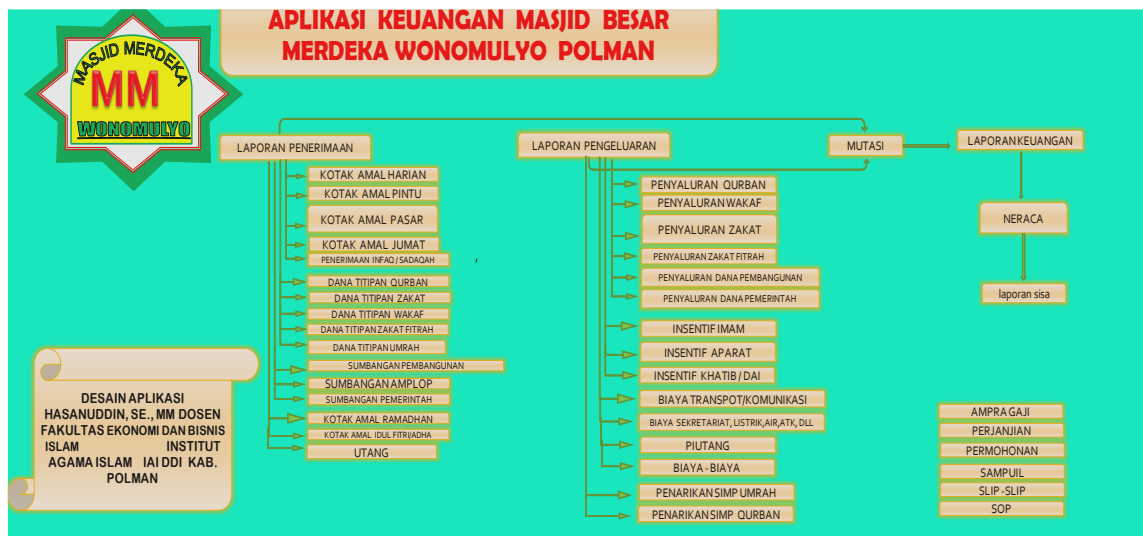 APLIKASI KEUANGAN MASJID BESAR
MERDEKA WONOMULYO POLMAN
MASJID MERDEKA
MM
WONOMULYO
LAPORAN PENERIMAAN
KOTAK AMAL HARIAN
KOTAK AMAL PINTU
KOTAK AMAL PASAR
KOTAK AMAL JUMAT
PENERIMAAN INFAQ / SADAQAH
DANA TITIPAN QURBAN
DANA TITIPAN ZAKAT
DANA TITIPAN WAKAF
DANA TITIPAN ZAKAT FITRAH
DANA TITIPAN UMRAH
SUMBANGAN PEMBANGUNAN
SUMBANGAN AMPLOP
SUMBANGAN PEMERINTAH
KOTAK AMAL RAMADHAN
KOTAK AMAL IDUL FITRI/ADHA
UTANG
LAPORAN PENGELUARAN
PENYALURAN QURBAN
PENYALURAN WAKAF
PENYALURAN ZAKAT
PENYALURAN ZAKAT FITRAH
PENYALURAN DANA PEMBANGUNAN
PENYALURAN DANA PEMERINTAH
INSENTIF IMAM
INSENTIF APARAT
INSENTIF KHATIB / DAI
BIAYA TRANSPOT/KOMUNIKASI
BIAYA SEKRETARIAT, LISTRIK,AIR,ATK, DLL
PIUTANG
BIAYA - BIAYA
PENARIKAN SIMP UMRAH
PENARIKAN SIMP QURBAN
MUTASI
LAPORAN KEUANGAN
NERACA
laporan sisa
AMPRA GAJI
PERJANJIAN
PERMOHONAN
SAMPUIL
SLIP -SLIP
SOP
DESAIN APLIKASI
HASANUDDIN, SE., MM DOSEN
FAKULTAS EKONOMI DAN BISNIS
ISLAM INSTITUT
AGAMA ISLAM IAI DDI KAB.
POLMAN